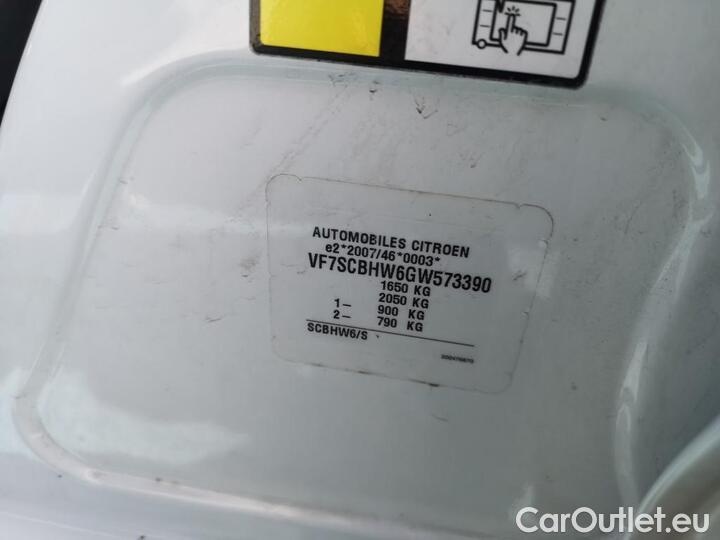 AUTOMOBILES CITROEN
e2*2007/46*0003*
VF7SCBHW6GW573390
1650 KG
2050 KG
1- 900 KG
2- 790 KG
SCBHW6/S
CarOutlet.eu